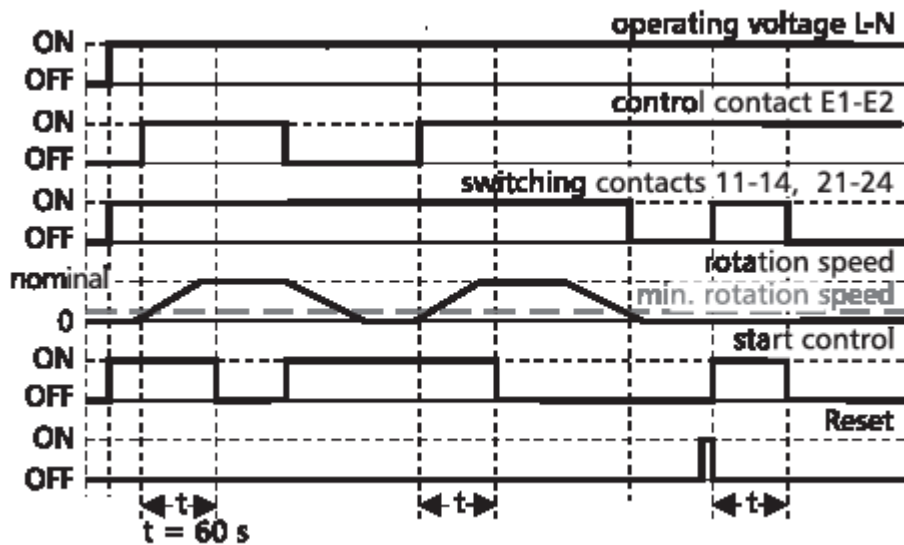 operating voltage L-N
ON
OFF
control contact E1-E2
ON
OFF
switching contacts 11-14, 21-24
ON
OFF
rotation speed
nominal
min. rotation speed
0
start control
ON
OFF
Reset
ON
OFF
t t t
t = 60 s